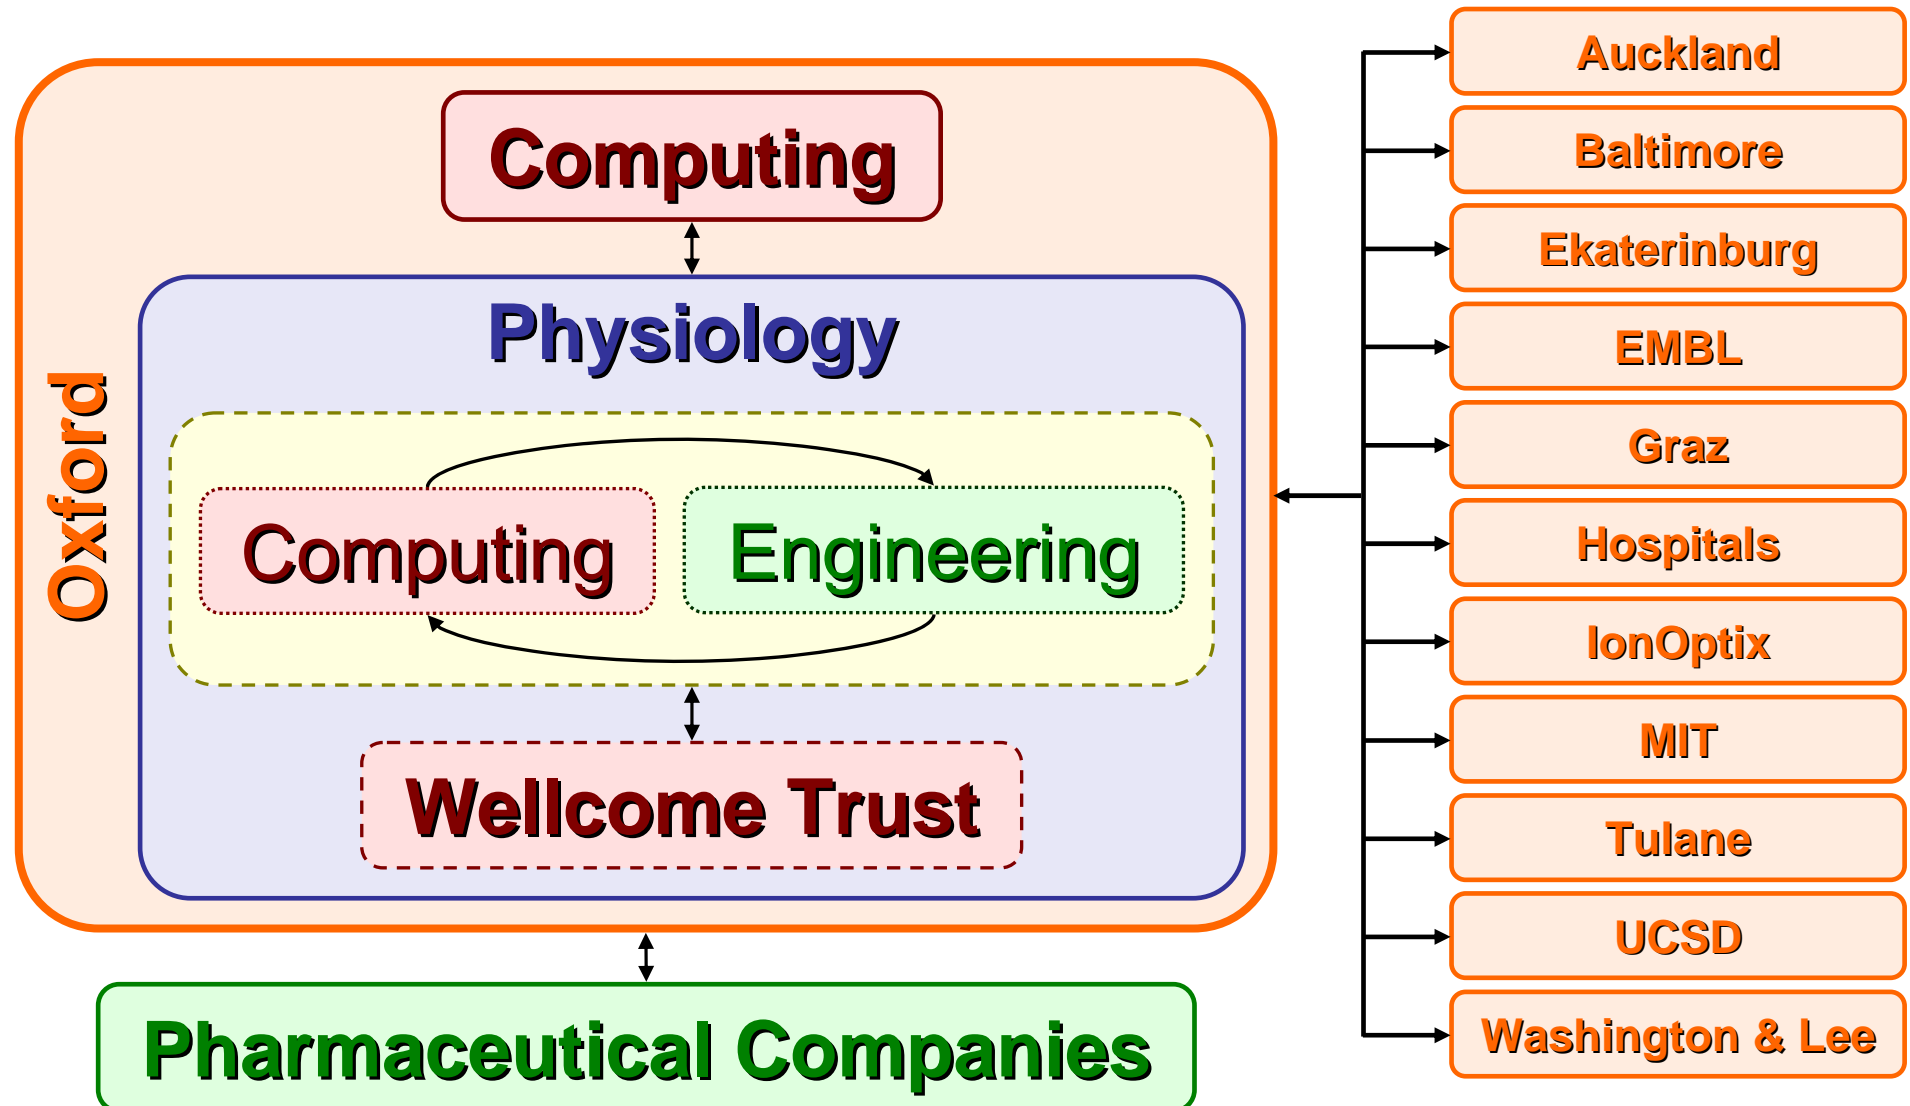 Oxford
Computing
Physiology
Computing
Engineering
Wellcome Trust
Pharmaceutical Companies
Auckland
Baltimore
Ekaterinburg
EMBL
Graz
Hospitals
IonOptix
MIT
Tulane
UCSD
Washington & Lee